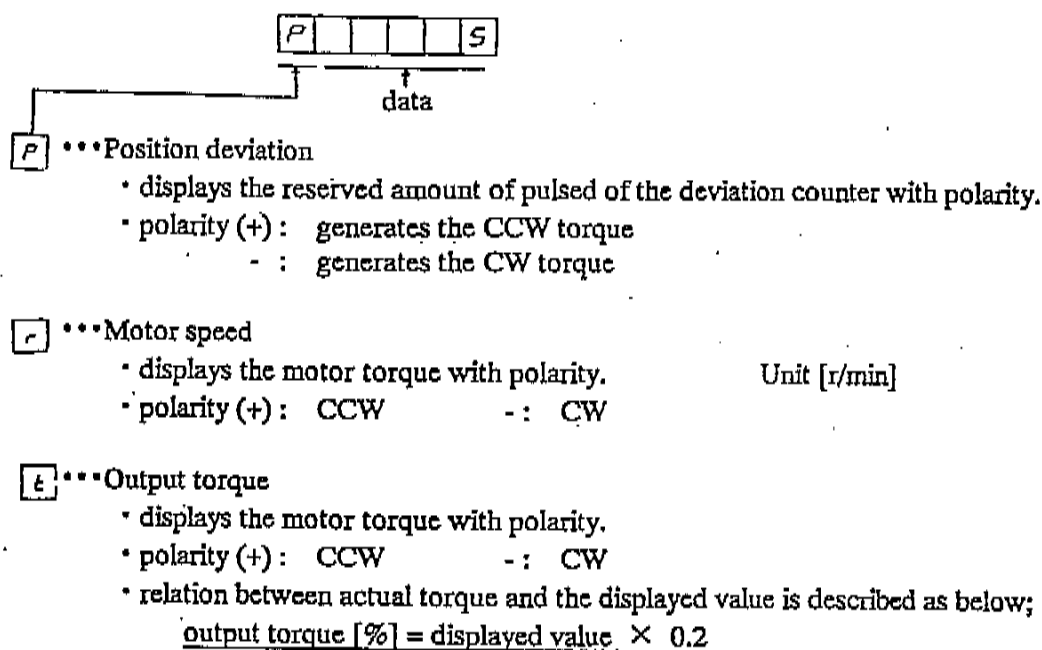 P 5
data
P •••Position deviation
• displays the reserved amount of pulsed of the deviation counter with polarity.
• polarity (+) : generates the CCW torque
- : generates the CW torque
r •••Motor speed
• displays the motor torque with polarity. Unit [r/min]
• polarity (+) : CCW - : CW
t •••Output torque
• displays the motor torque with polarity.
• polarity (+) : CCW - : CW
• relation between actual torque and the displayed value is described as below;
output torque [%] = displayed value × 0.2